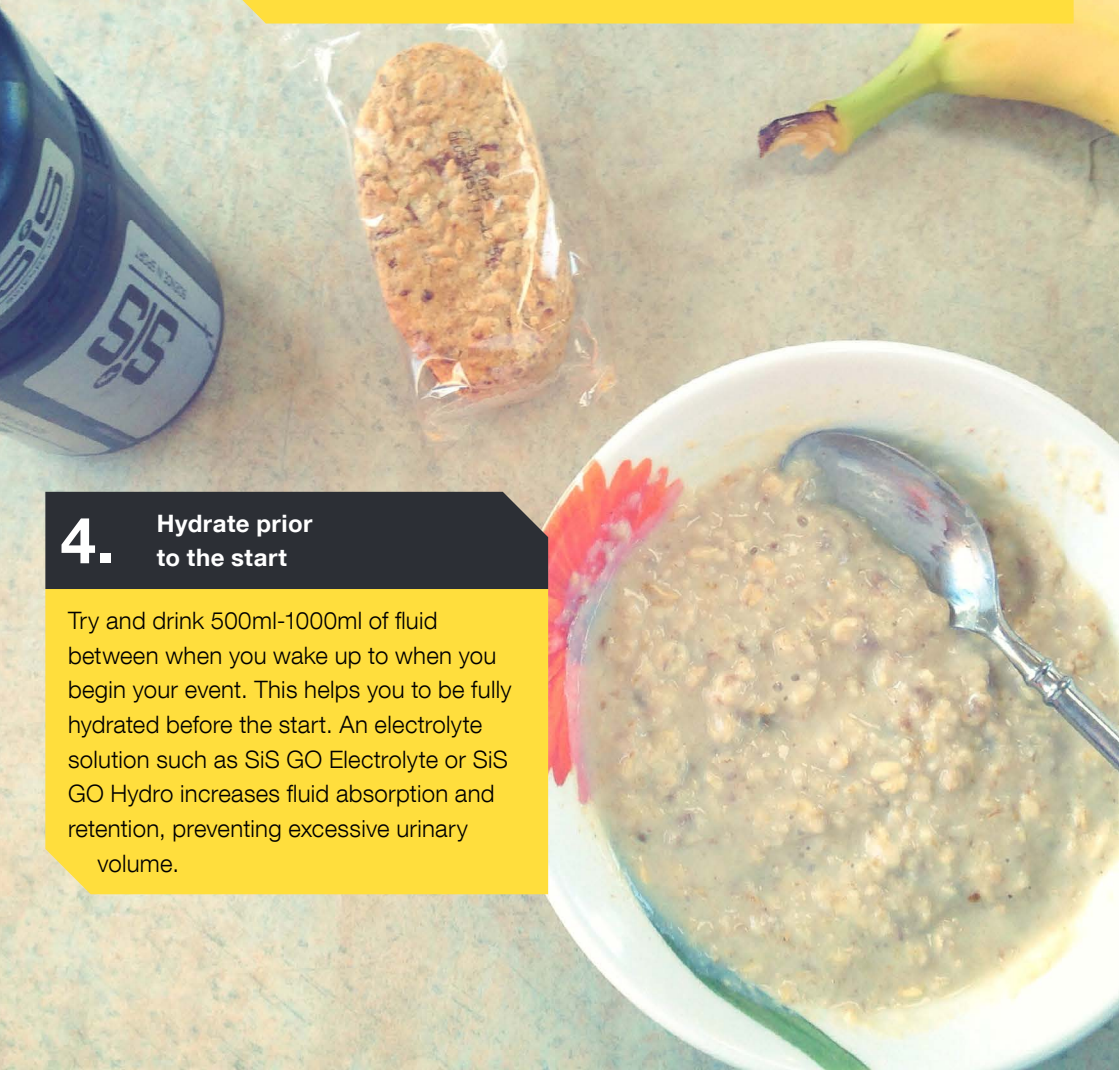 SiS
SCIENCE IN SPORT
SiS
4.
Hydrate prior
to the start
Try and drink 500ml-1000ml of fluid
between when you wake up to when you
begin your event. This helps you to be fully
hydrated before the start. An electrolyte
solution such as SiS GO Electrolyte or SiS
GO Hydro increases fluid absorption and
retention, preventing excessive urinary
volume.